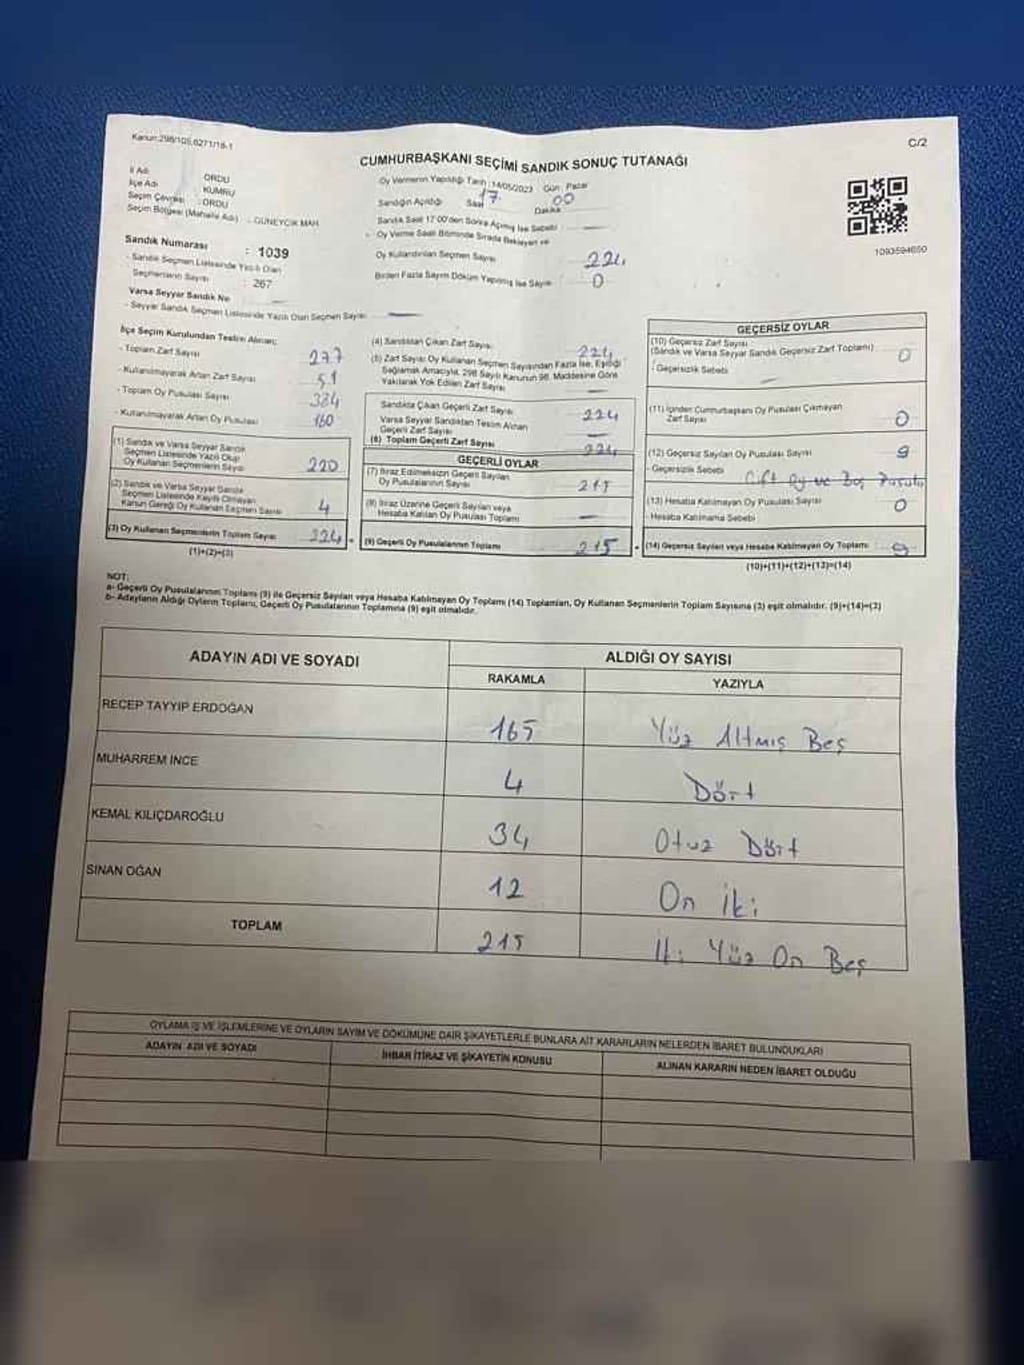 Kanun:298/105,6271/18-1
C/2
CUMHURBAŞKANI SEÇİMİ SANDIK SONUÇ TUTANAĞI
İl Adı : ORDU
İlçe Adı : KUMRU
Seçim Çevresi : ORDU
Seçim Bölgesi (Mahalle Adı) : GÜNEYCİK MAH
Oy Vermenin Yapıldığı Tarih :14/05/2023 Gün: Pazar
Sandığın Açıldığı Saat 17 Dakika 00
Sandık Saat 17:00'den Sonra Açılmış İse Sebebi
Oy Verme Saati Bitiminde Sırada Bekleyen ve
Oy Kullandırılan Seçmen Sayısı 224
Birden Fazla Sayım Döküm Yapılmış İse Sayısı 0
1093594650
Sandık Numarası : 1039
- Sandık Seçmen Listesinde Yazılı Olan
Seçmenlerin Sayısı : 267
Varsa Seyyar Sandık No
- Seyyar Sandık Seçmen Listesinde Yazılı Olan Seçmen Sayısı
İlçe Seçim Kurulundan Teslim Alınan;
- Toplam Zarf Sayısı 277
- Kullanılmayarak Artan Zarf Sayısı 51
- Toplam Oy Pusulası Sayısı 384
- Kullanılmayarak Artan Oy Pusulası 160
(1) Sandık ve Varsa Seyyar Sandık
Seçmen Listesinde Yazılı Olup
Oy Kullanan Seçmenlerin Sayısı 220
(2) Sandık ve Varsa Seyyar Sandık
Seçmen Listesinde Kayıtlı Olmayan
Kanun Gereği Oy Kullanan Seçmen Sayısı 4
(3) Oy Kullanan Seçmenlerin Toplam Sayısı 224
(1)+(2)=(3)
(4) Sandıktan Çıkan Zarf Sayısı 224
(5) Zarf Sayısı Oy Kullanan Seçmen Sayısından Fazla İse, Eşitliği
Sağlamak Amacıyla, 298 Sayılı Kanunun 98. Maddesine Göre
Yakılarak Yok Edilen Zarf Sayısı
Sandıkta Çıkan Geçerli Zarf Sayısı 224
Varsa Seyyar Sandıktan Teslim Alınan
Geçerli Zarf Sayısı
(6) Toplam Geçerli Zarf Sayısı 224
GEÇERLİ OYLAR
(7) İtiraz Edilmeksizin Geçerli Sayılan
Oy Pusulalarının Sayısı 215
(8) İtiraz Üzerine Geçerli Sayılan veya
Hesaba Katılan Oy Pusulası Toplamı
(9) Geçerli Oy Pusulalarının Toplamı 215
GEÇERSİZ OYLAR
(10) Geçersiz Zarf Sayısı
(Sandık ve Varsa Seyyar Sandık Geçersiz Zarf Toplamı) 0
- Geçersizlik Sebebi
(11) İçinden Cumhurbaşkanı Oy Pusulası Çıkmayan
Zarf Sayısı 0
(12) Geçersiz Sayılan Oy Pusulası Sayısı 9
- Geçersizlik Sebebi Çift oy ve Boş Pusula
(13) Hesaba Katılmayan Oy Pusulası Sayısı 0
- Hesaba Katılmama Sebebi
(14) Geçersiz Sayılan veya Hesaba Katılmayan Oy Toplamı 9
(10)+(11)+(12)+(13)=(14)
NOT:
a- Geçerli Oy Pusulalarının Toplamı (9) ile Geçersiz Sayılan veya Hesaba Katılmayan Oy Toplamı (14) Toplamları, Oy Kullanan Seçmenlerin Toplam Sayısına (3) eşit olmalıdır. (9)+(14)=(3)
b- Adayların Aldığı Oyların Toplamı, Geçerli Oy Pusulalarının Toplamına (9) eşit olmalıdır.
ADAYIN ADI VE SOYADI
ALDIĞI OY SAYISI
RAKAMLA
YAZIYLA
RECEP TAYYİP ERDOĞAN 165 Yüz Altmış Beş
MUHARREM İNCE 4 Dört
KEMAL KILIÇDAROĞLU 34 Otuz Dört
SİNAN OĞAN 12 On İki
TOPLAM 215 İki Yüz On Beş
OYLAMA İŞ VE İŞLEMLERİNE VE OYLARIN SAYIM VE DÖKÜMÜNE DAİR ŞİKAYETLERLE BUNLARA AİT KARARLARIN NELERDEN İBARET BULUNDUKLARI
ADAYIN ADI VE SOYADI
İHBAR İTİRAZ VE ŞİKAYETİN KONUSU
ALINAN KARARIN NEDEN İBARET OLDUĞU